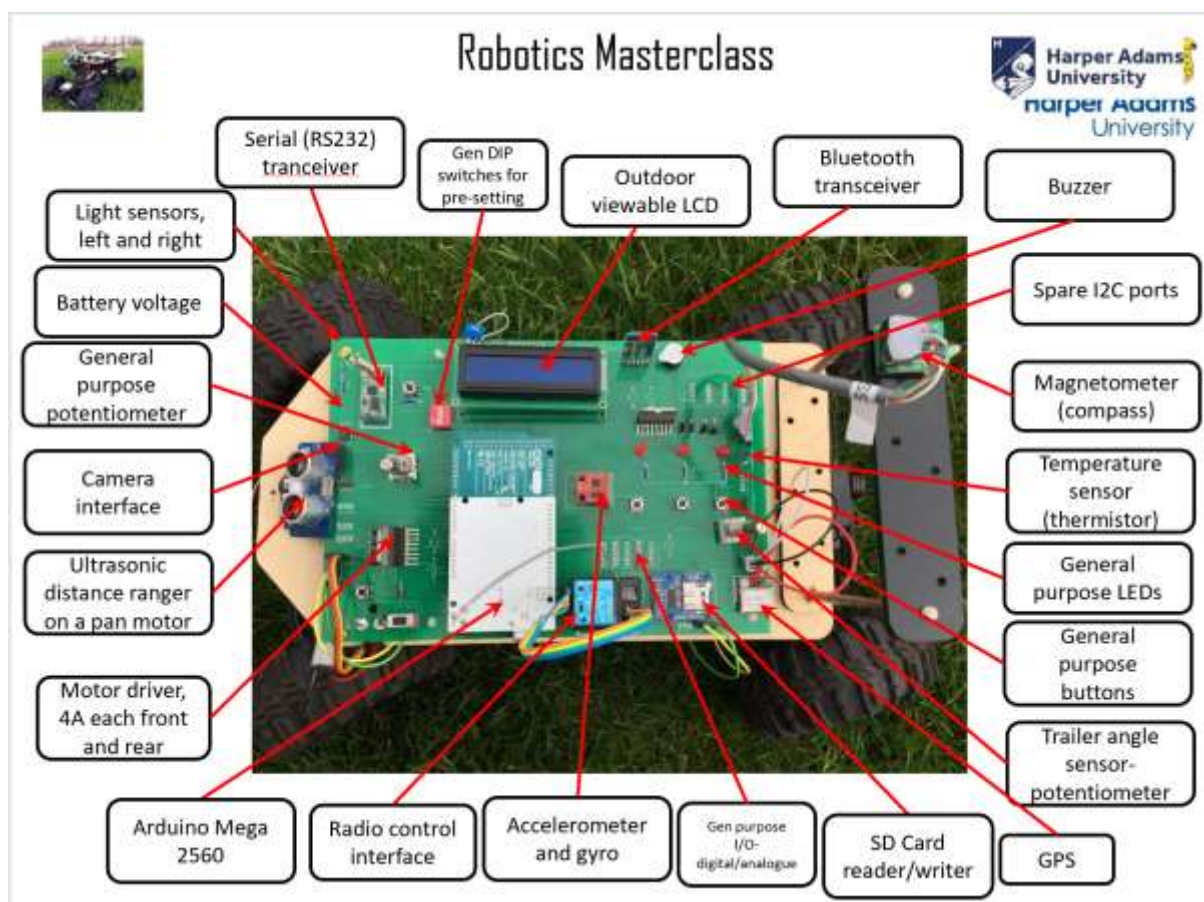 Robotics Masterclass
Harper Adams
University
Harper Adams
University
Serial (RS232)
tranceiver
Gen DIP
switches for
pre-setting
Outdoor
viewable LCD
Bluetooth
transceiver
Buzzer
Light sensors,
left and right
Battery voltage
General
purpose
potentiometer
Camera
interface
Ultrasonic
distance ranger
on a pan motor
Motor driver,
4A each front
and rear
Spare I2C ports
Magnetometer
(compass)
Temperature
sensor
(thermistor)
General
purpose LEDs
General
purpose
buttons
Trailer angle
sensor-
potentiometer
Arduino Mega
2560
Radio control
interface
Accelerometer
and gyro
Gen purpose
I/O-
digital/analogue
SD Card
reader/writer
GPS